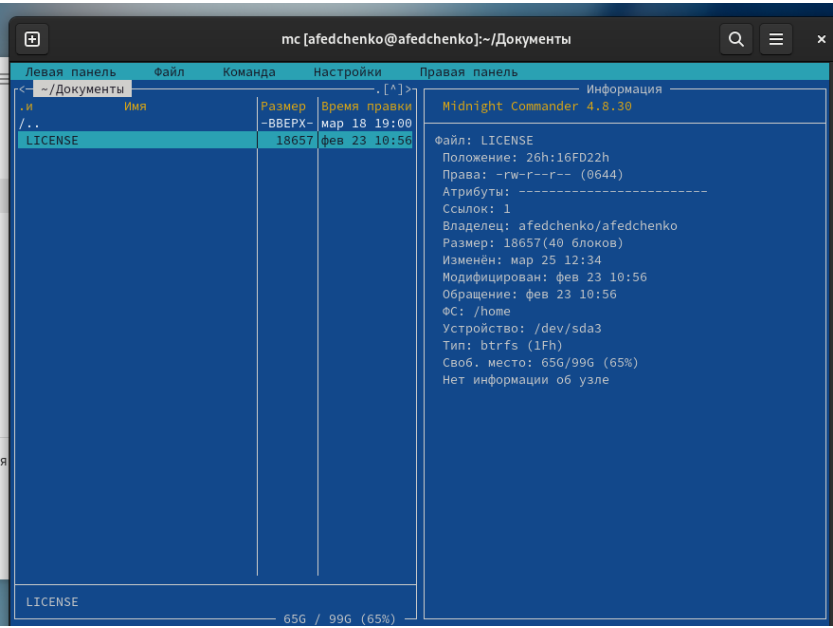 mc [afedchenko@afedchenko]:~/Документы
Левая панель Файл Команда Настройки Правая панель
<- ~/Документы .[^]>
.и Имя Размер Время правки
/.. -ВВЕРХ- мар 18 19:00
LICENSE 18657 фев 23 10:56
LICENSE
65G / 99G (65%)
Информация
Midnight Commander 4.8.30
Файл: LICENSE
Положение: 26h:16FD22h
Права: -rw-r--r-- (0644)
Атрибуты: --------------------------
Ссылок: 1
Владелец: afedchenko/afedchenko
Размер: 18657(40 блоков)
Изменён: мар 25 12:34
Модифицирован: фев 23 10:56
Обращение: фев 23 10:56
ФС: /home
Устройство: /dev/sda3
Тип: btrfs (1Fh)
Своб. место: 65G/99G (65%)
Нет информации об узле
я